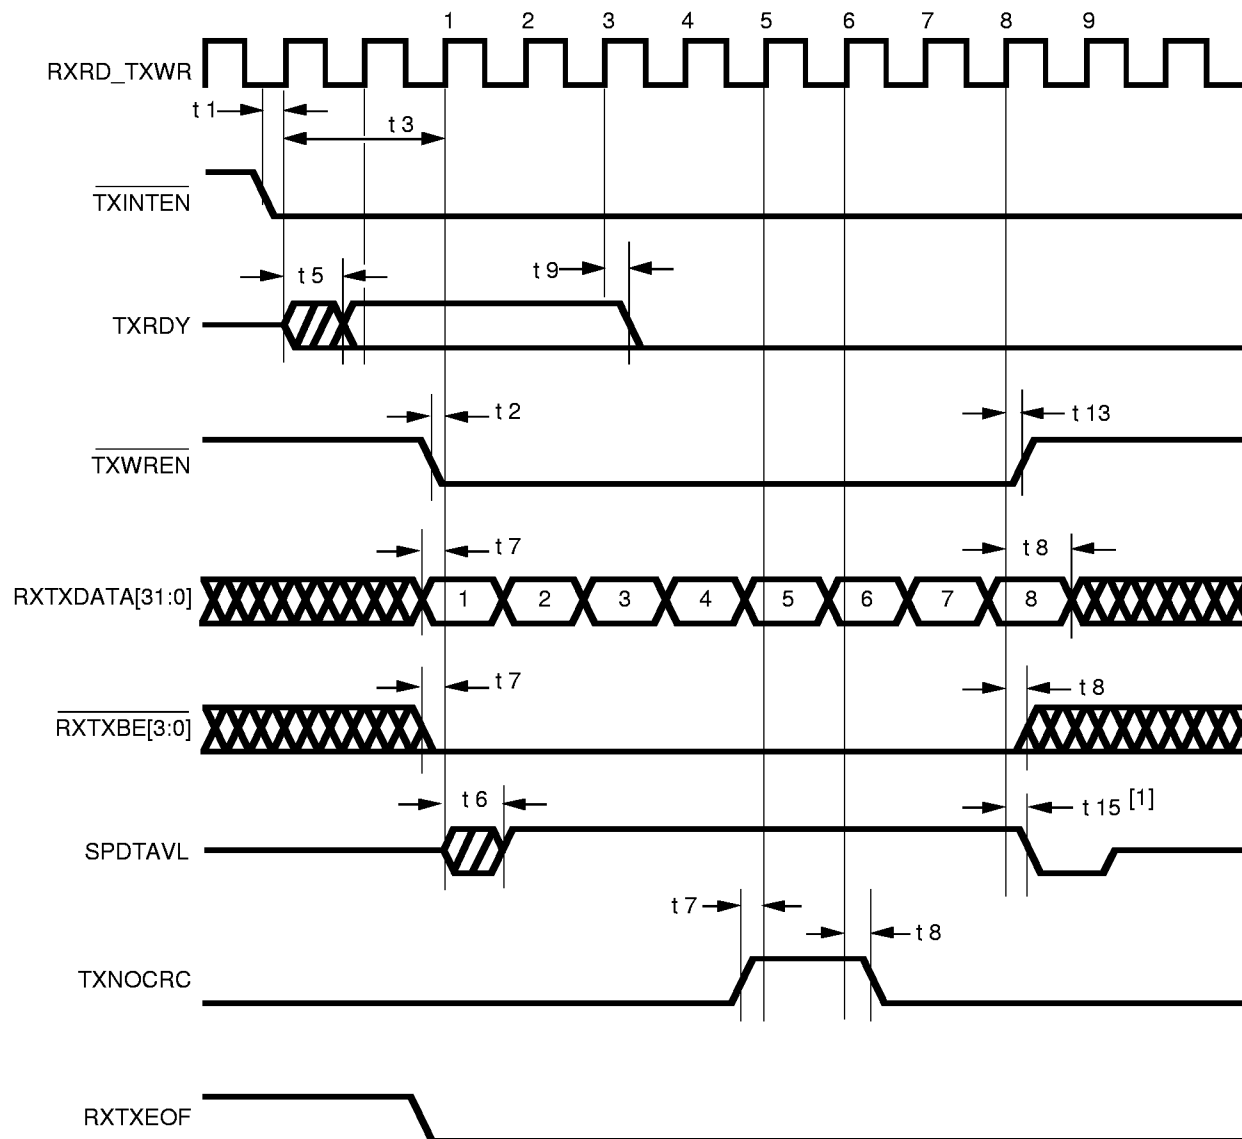 1 2 3 4 5 6 7 8 9
RXRD_TXWR
t 1
t 3
TXINTEN
t 5
t 9
TXRDY
t 2
t 13
TXWREN
t 7
t 8
RXTXDATA[31:0]
1 2 3 4 5 6 7 8
t 7
t 8
RXTXBE[3:0]
t 6
t 15 [1]
SPDTAVL
t 7
t 8
TXNOCRC
RXTXEOF